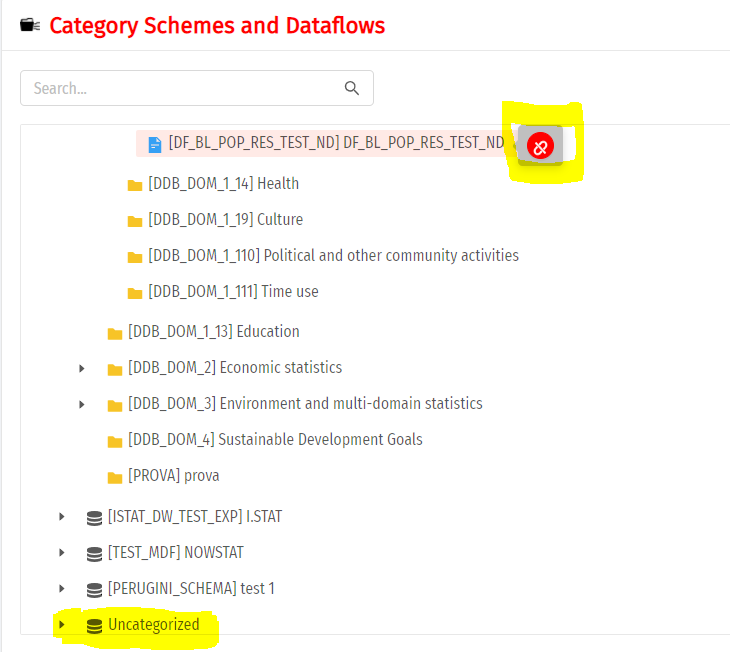 Category Schemes and Dataflows
Search...
[DF_BL_POP_RES_TEST_ND] DF_BL_POP_RES_TEST_ND
[DDB_DOM_1_14] Health
[DDB_DOM_1_19] Culture
[DDB_DOM_1_110] Political and other community activities
[DDB_DOM_1_111] Time use
[DDB_DOM_1_13] Education
[DDB_DOM_2] Economic statistics
[DDB_DOM_3] Environment and multi-domain statistics
[DDB_DOM_4] Sustainable Development Goals
[PROVA] prova
[ISTAT_DW_TEST_EXP] I.STAT
[TEST_MDF] NOWSTAT
[PERUGINI_SCHEMA] test 1
Uncategorized